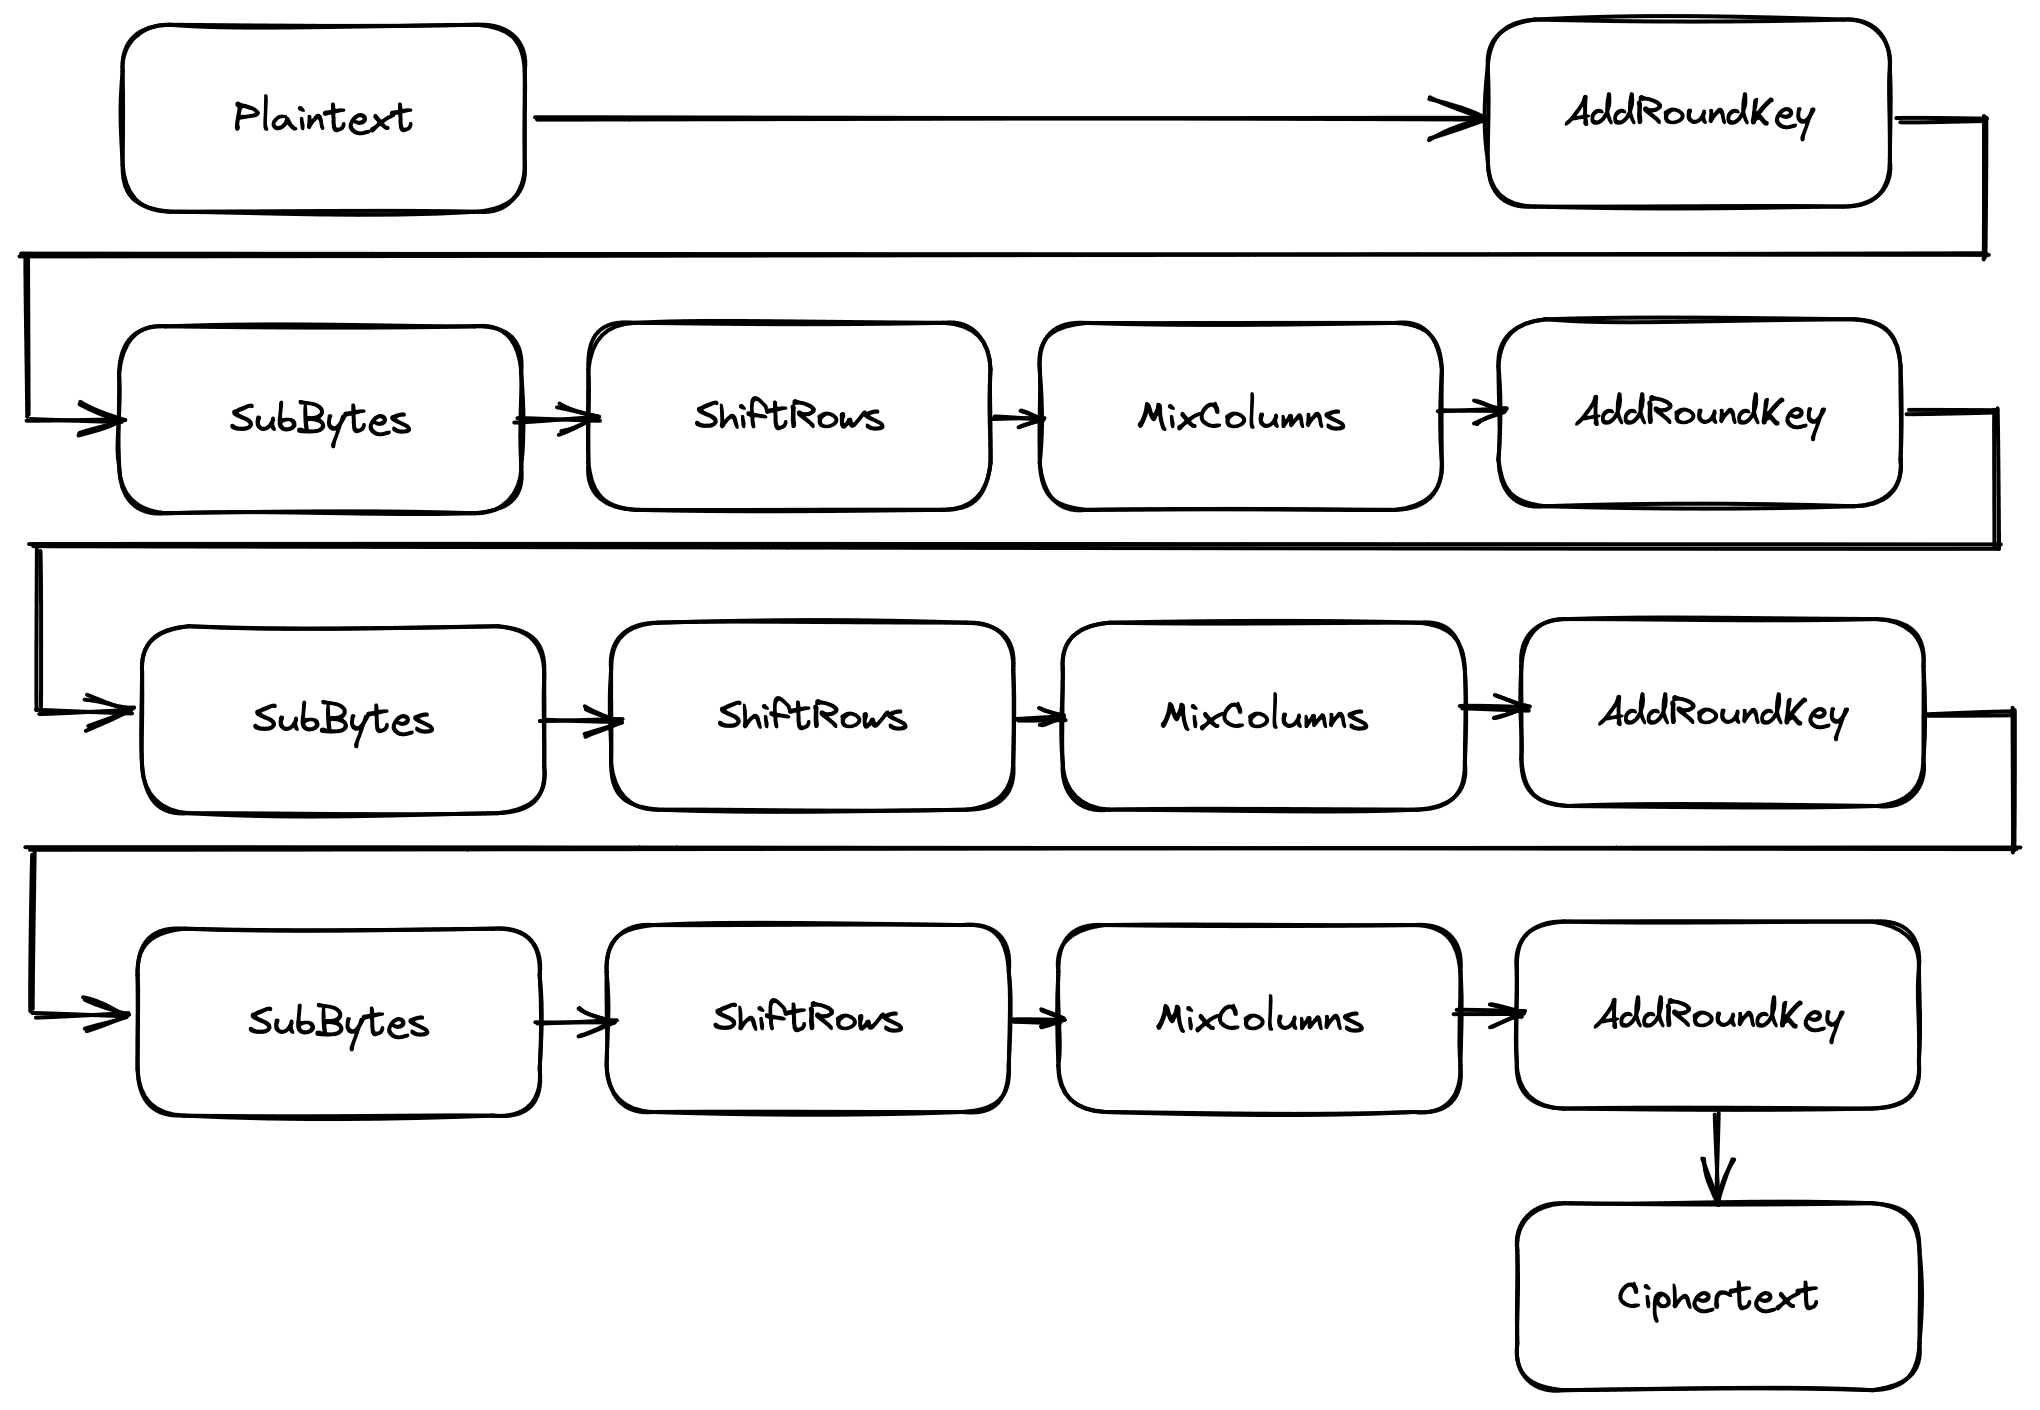 Plaintext
AddRoundKey
SubBytes
ShiftRows
MixColumns
AddRoundKey
SubBytes
ShiftRows
MixColumns
AddRoundKey
SubBytes
ShiftRows
MixColumns
AddRoundKey
Ciphertext